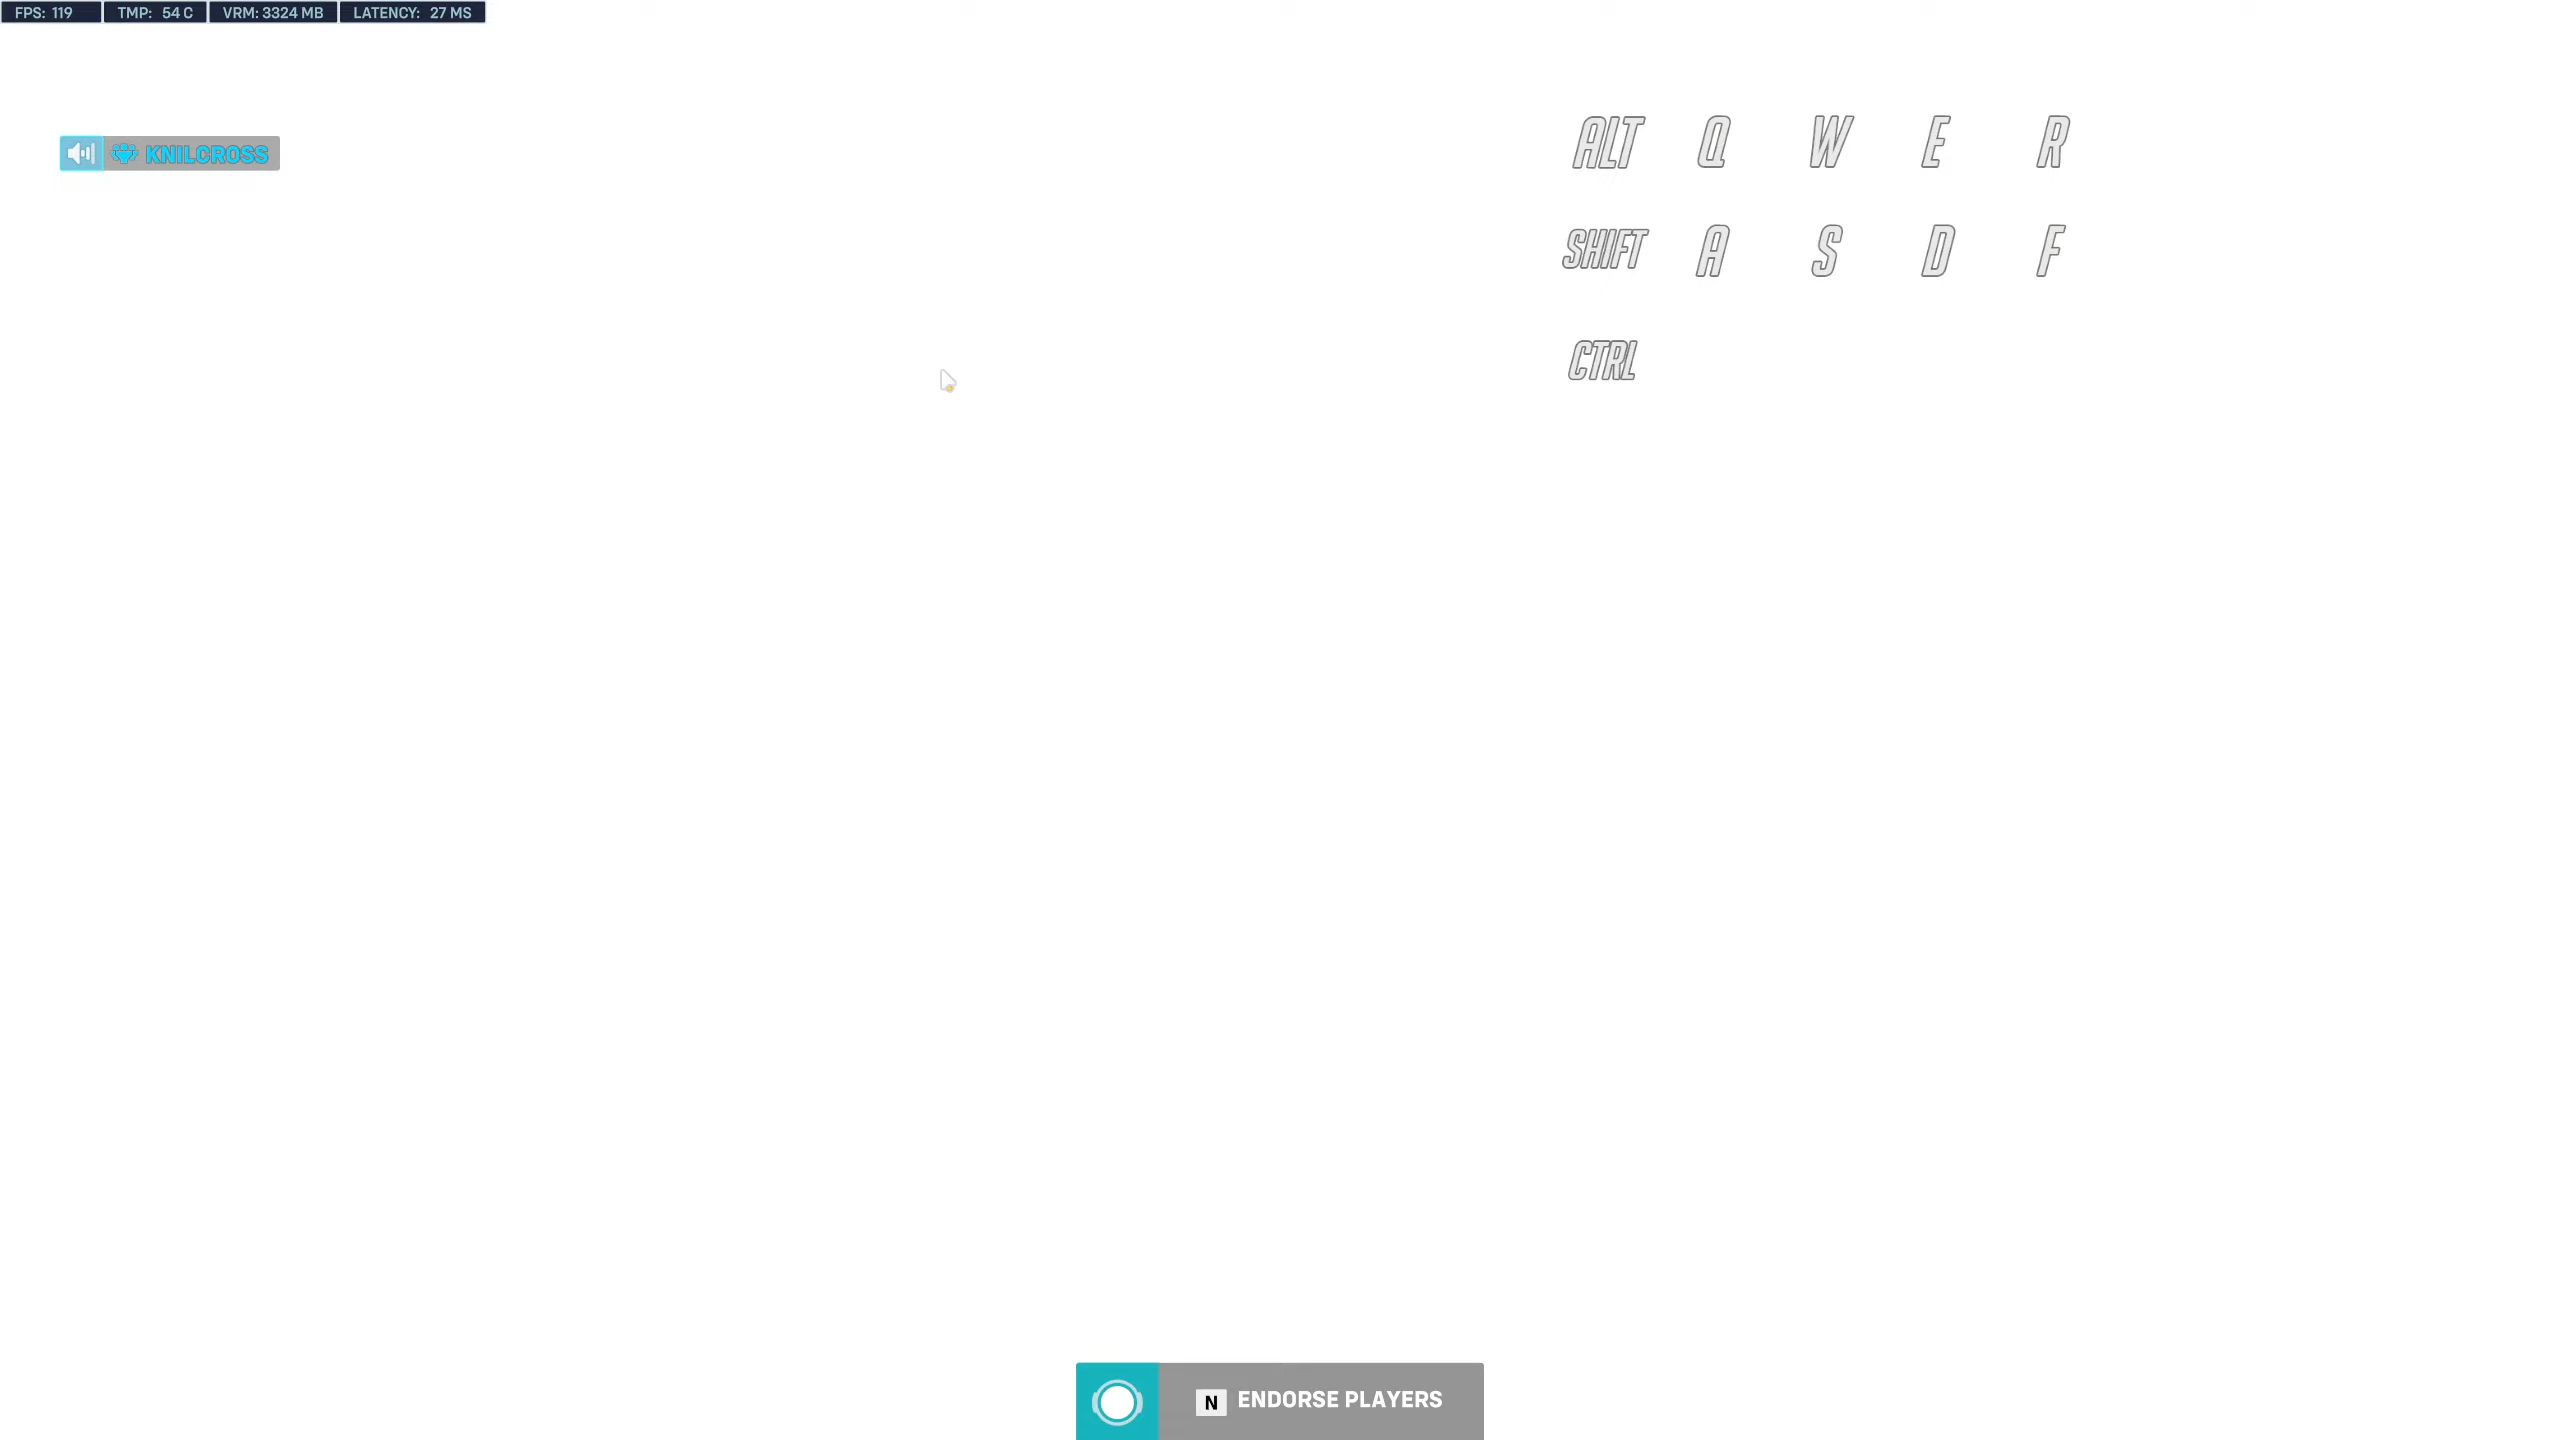 FPS: 119 TMP: 54 C VRM: 3324 MB LATENCY: 27 MS
ALT Q W E R
KNILCROSS
SHIFT A S D F
CTRL
N ENDORSE PLAYERS